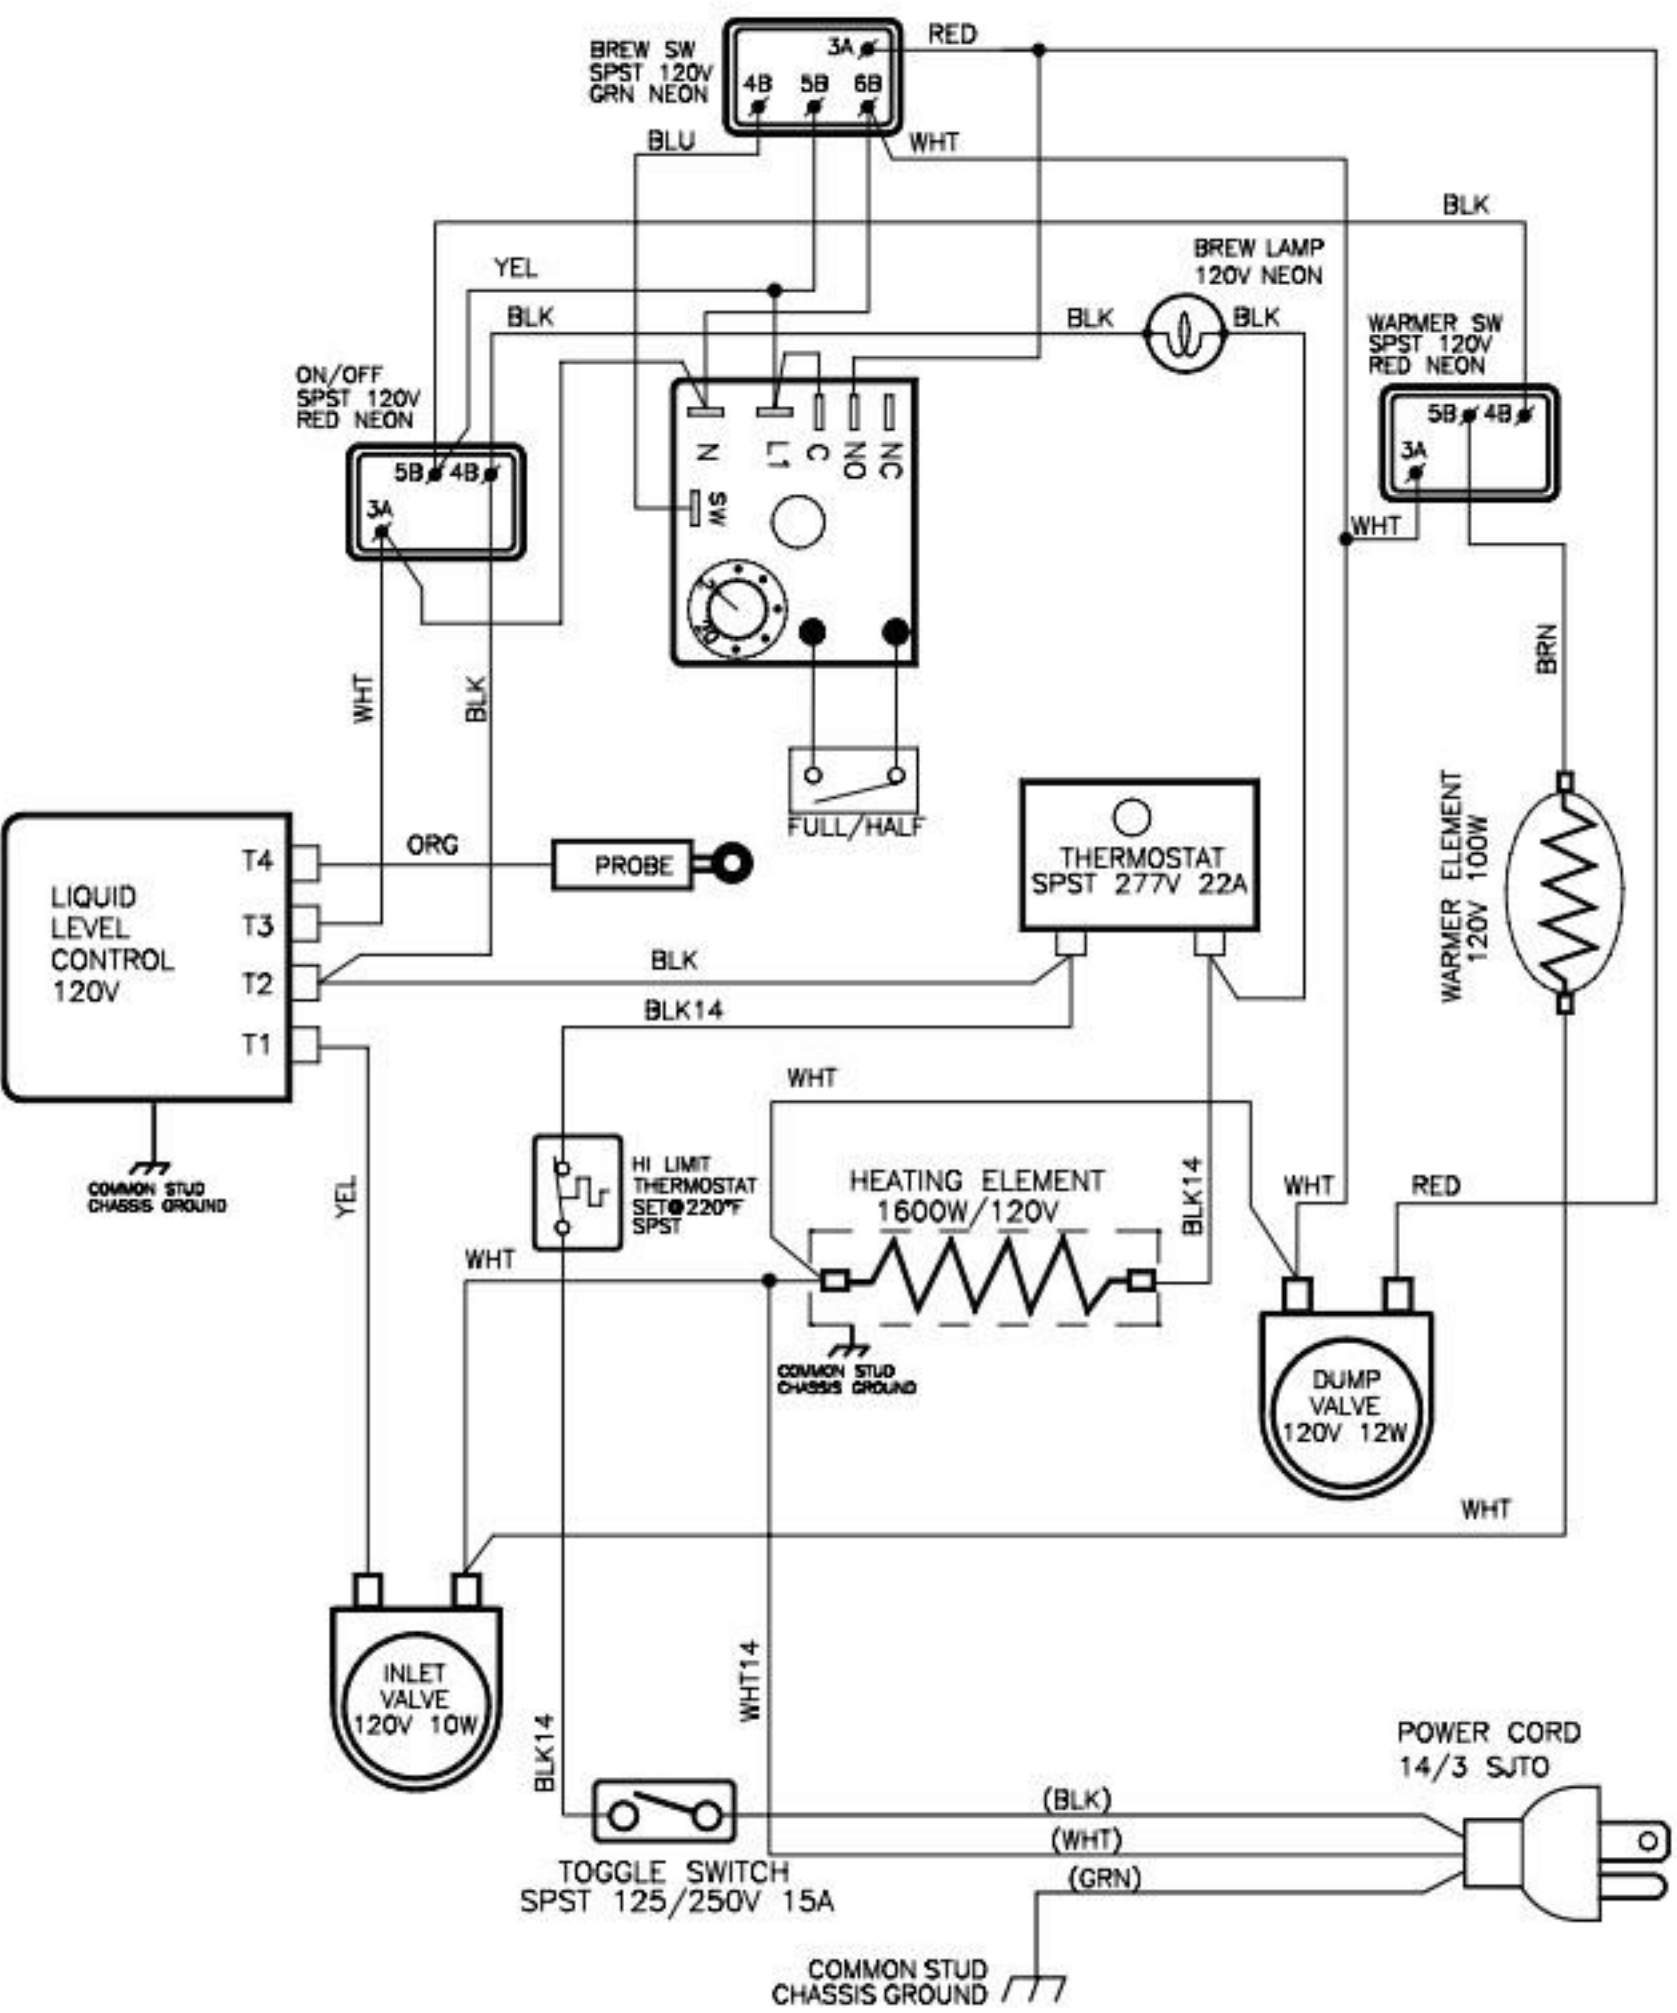 BREW SW
SPST 120V
GRN NEON
3A
4B 5B 6B
RED
BLU
WHT
BLK
YEL
BREW LAMP
120V NEON
BLK
BLK
BLK
WARMER SW
SPST 120V
RED NEON
5B 4B
3A
WHT
ON/OFF
SPST 120V
RED NEON
5B 4B
3A
N
L1
C
NO
NC
SW
2
20
BRN
WHT
BLK
FULL/HALF
THERMOSTAT
SPST 277V 22A
WARMER ELEMENT
120V 100W
LIQUID
LEVEL
CONTROL
120V
T4
T3
T2
T1
ORG
PROBE
BLK
BLK14
COMMON STUD
CHASSIS GROUND
YEL
WHT
HI LIMIT
THERMOSTAT
SET@220°F
SPST
HEATING ELEMENT
1600W/120V
BLK14
WHT
RED
WHT
COMMON STUD
CHASSIS GROUND
DUMP
VALVE
120V 12W
WHT
INLET
VALVE
120V 10W
BLK14
WHT14
TOGGLE SWITCH
SPST 125/250V 15A
(BLK)
(WHT)
(GRN)
POWER CORD
14/3 SJTO
COMMON STUD
CHASSIS GROUND